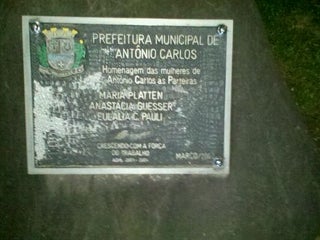 PREFEITURA MUNICIPAL DE
ANTÔNIO CARLOS
Homenagem das mulheres de
Antônio Carlos às Parteiras
MARIA PLATTEN
ANASTÁCIA GUESSER
EULÁLIA C. PAULI
CRESCENDO COM A FORÇA
DO TRABALHO
MARCO/